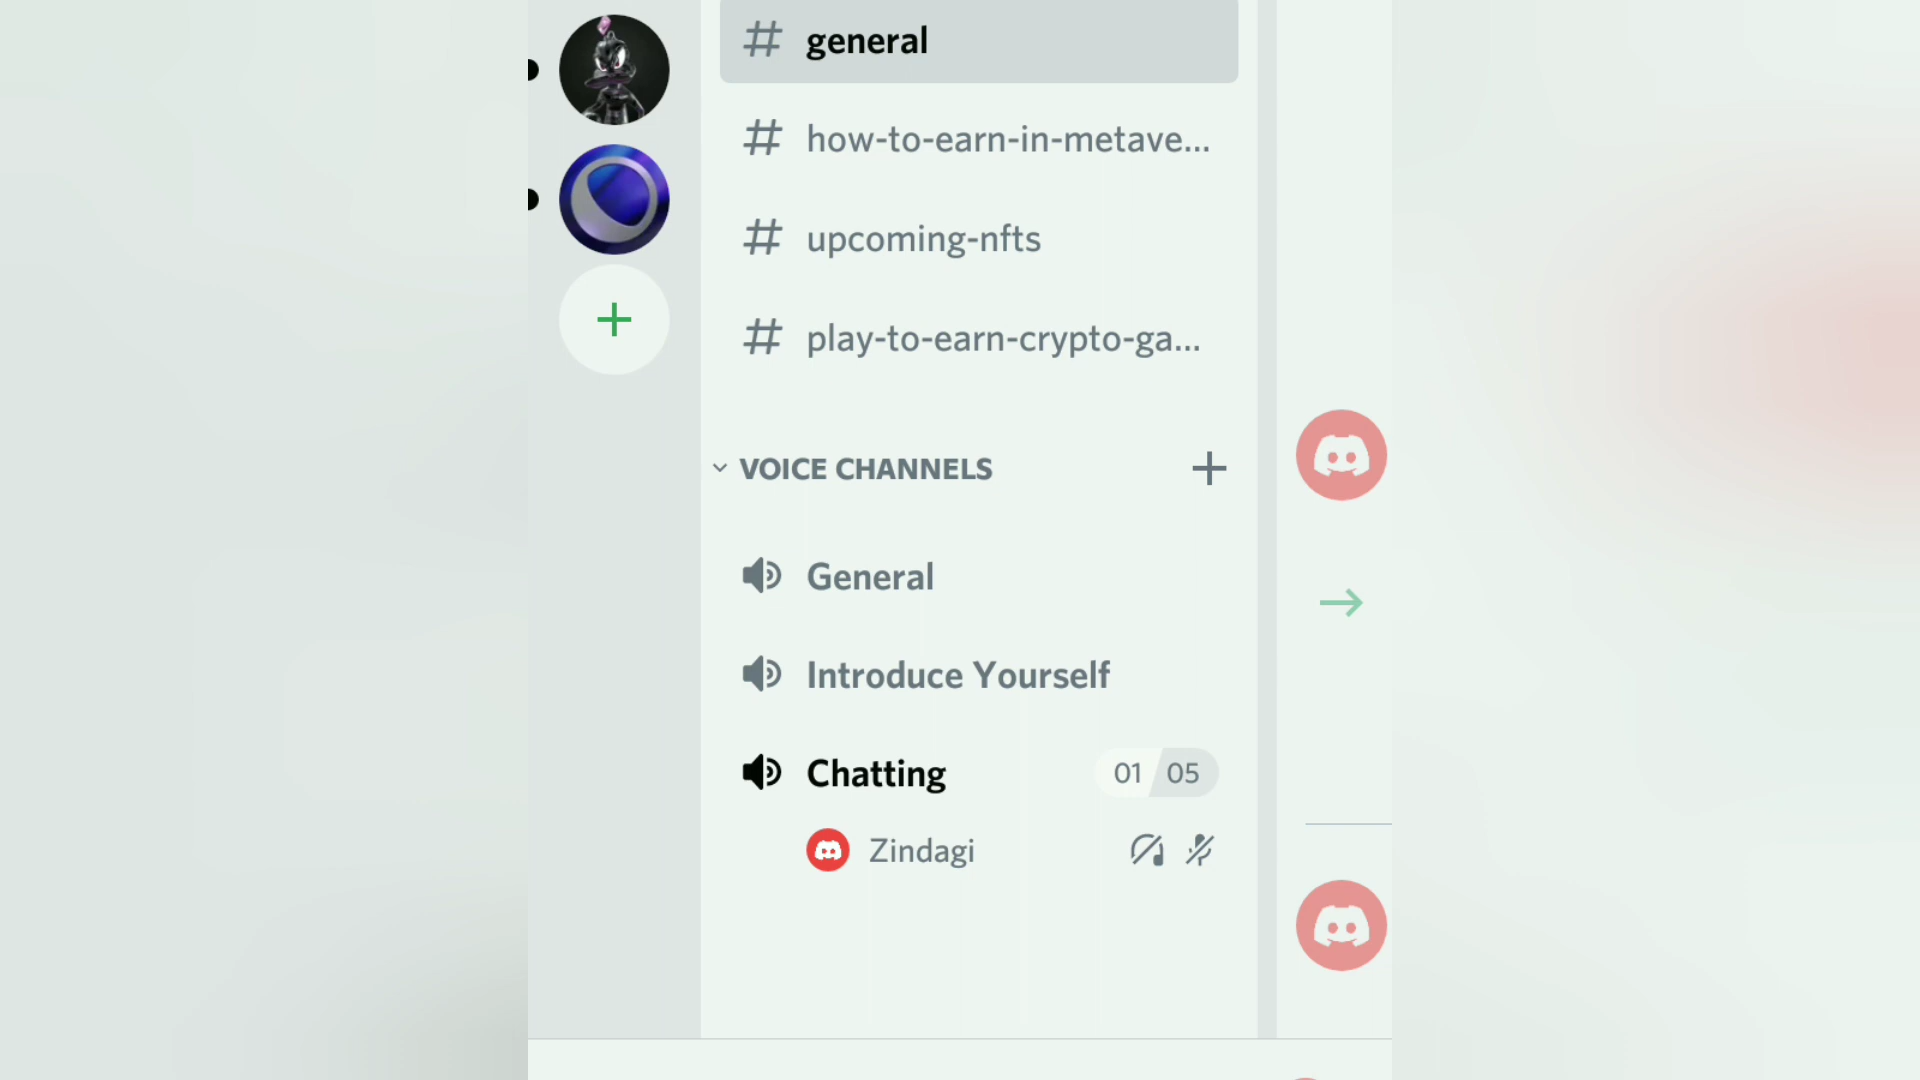 # general
# how-to-earn-in-metave...
# upcoming-nfts
# play-to-earn-crypto-ga...
VOICE CHANNELS +
General
Introduce Yourself
Chatting 01 05
Zindagi